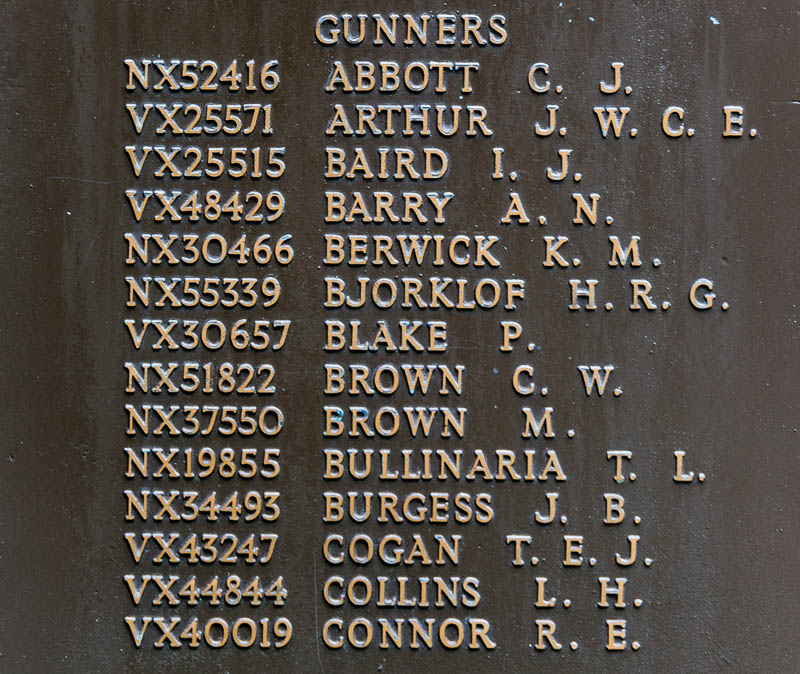 GUNNERS
NX52416 ABBOTT C. J.
VX25571 ARTHUR J. W. C. E.
VX25515 BAIRD I. J.
VX48429 BARRY A. N.
NX30466 BERWICK K. M.
NX55339 BJORKLOF H. R. G.
VX30657 BLAKE P.
NX51822 BROWN C. W.
NX37550 BROWN M.
NX19855 BULLINARIA T. L.
NX34493 BURGESS J. B.
VX43247 COGAN T. E. J.
VX44844 COLLINS L. H.
VX40019 CONNOR R. E.